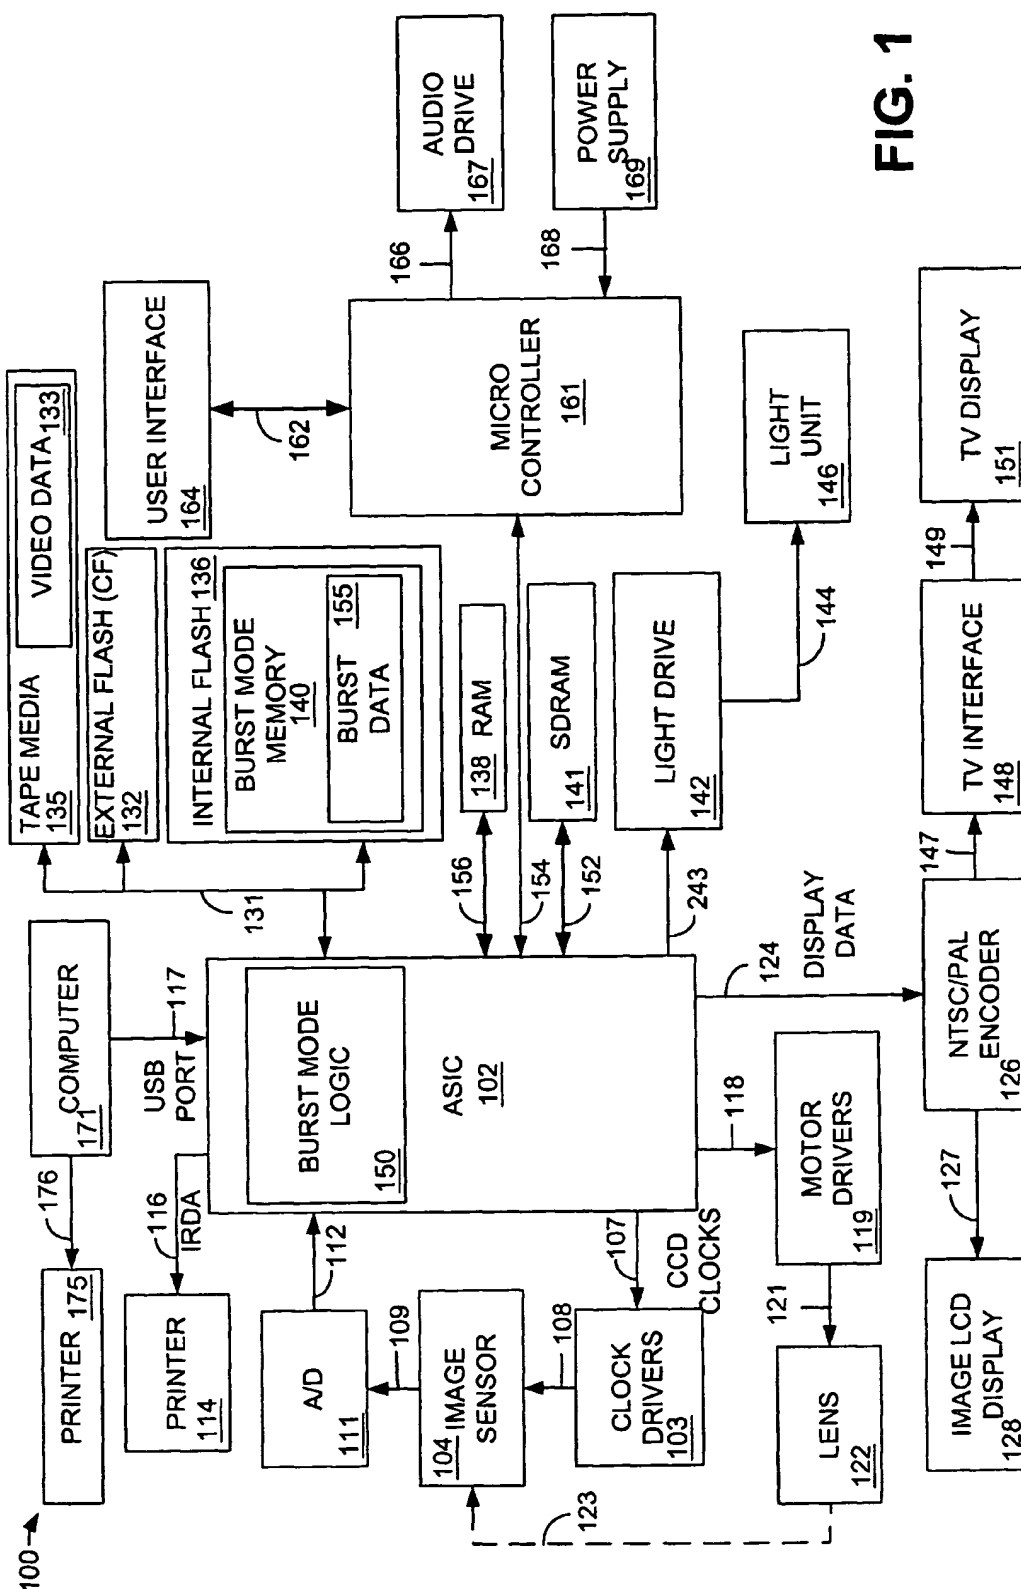 100
PRINTER 175
176
COMPUTER
171
PRINTER
114
116
IRDA
USB
PORT
117
A/D
111
112
109
104 IMAGE
SENSOR
108
CLOCK
DRIVERS
103
107
CCD
CLOCKS
BURST MODE
LOGIC
150
ASIC
102
131
TAPE MEDIA
135
VIDEO DATA 133
EXTERNAL FLASH (CF)
132
INTERNAL FLASH 136
BURST MODE
MEMORY
140
BURST 155
DATA
USER INTERFACE
164
162
156
138 RAM
154
152
141 SDRAM
MICRO
CONTROLLER
161
166
AUDIO
DRIVE
167
168
POWER
SUPPLY
169
243
LIGHT DRIVE
142
144
LIGHT
UNIT
146
118
MOTOR
DRIVERS
119
121
LENS
122
123
124
DISPLAY
DATA
NTSC/PAL
ENCODER
126
127
IMAGE LCD
DISPLAY
128
147
TV INTERFACE
148
149
TV DISPLAY
151
FIG. 1